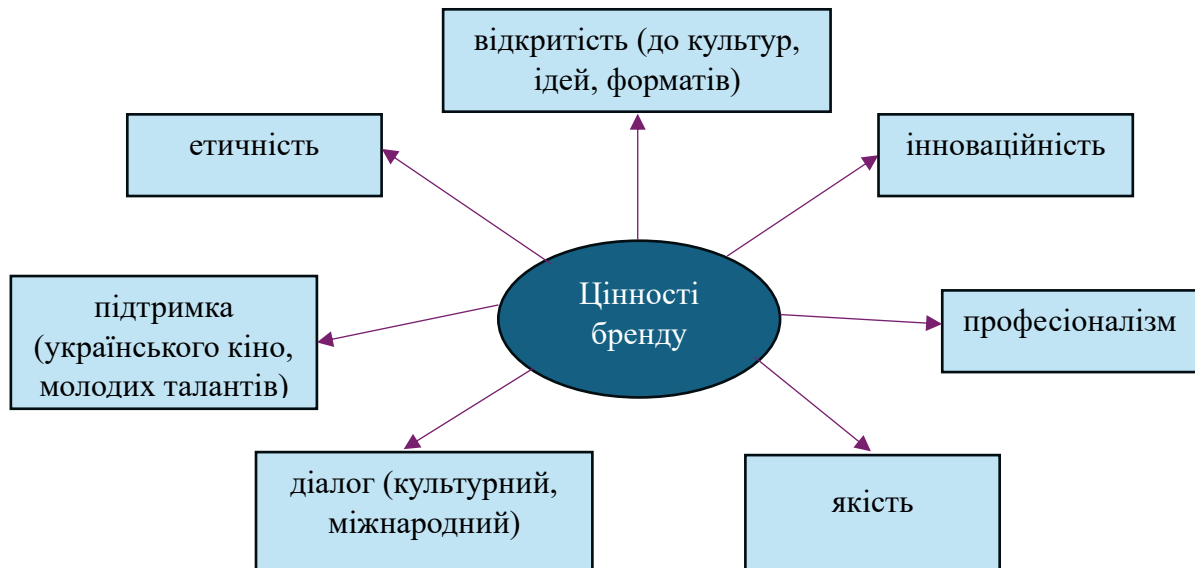 відкритість (до культур,
ідей, форматів)
етичність
інноваційність
Цінності
бренду
підтримка
(українського кіно,
молодих талантів)
професіоналізм
діалог (культурний,
міжнародний)
якість